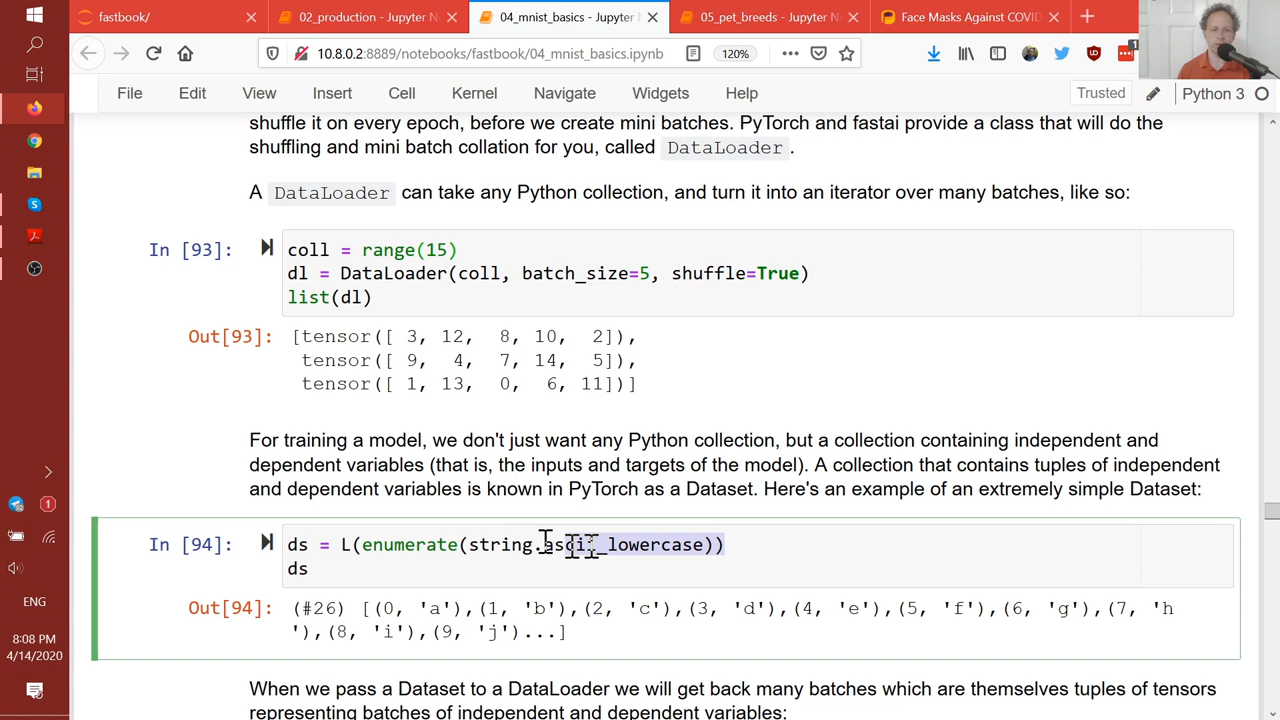 fastbook/
02_production - Jupyter N
04_mnist_basics - Jupyter N
05_pet_breeds - Jupyter N
Face Masks Against COVID
10.8.0.2:8889/notebooks/fastbook/04_mnist_basics.ipynb
120%
File Edit View Insert Cell Kernel Navigate Widgets Help
Trusted
Python 3
shuffle it on every epoch, before we create mini batches. PyTorch and fastai provide a class that will do the
shuffling and mini batch collation for you, called DataLoader.
A DataLoader can take any Python collection, and turn it into an iterator over many batches, like so:
In [93]:
coll = range(15)
dl = DataLoader(coll, batch_size=5, shuffle=True)
list(dl)
Out[93]: [tensor([ 3, 12,  8, 10,  2]),
tensor([ 9,  4,  7, 14,  5]),
tensor([ 1, 13,  0,  6, 11])]
For training a model, we don't just want any Python collection, but a collection containing independent and
dependent variables (that is, the inputs and targets of the model). A collection that contains tuples of independent
and dependent variables is known in PyTorch as a Dataset. Here's an example of an extremely simple Dataset:
In [94]:
ds = L(enumerate(string.ascii_lowercase))
ds
Out[94]: (#26) [(0, 'a'),(1, 'b'),(2, 'c'),(3, 'd'),(4, 'e'),(5, 'f'),(6, 'g'),(7, 'h
'),(8, 'i'),(9, 'j')...]
When we pass a Dataset to a DataLoader we will get back many batches which are themselves tuples of tensors
representing batches of independent and dependent variables:
ENG
8:08 PM
4/14/2020